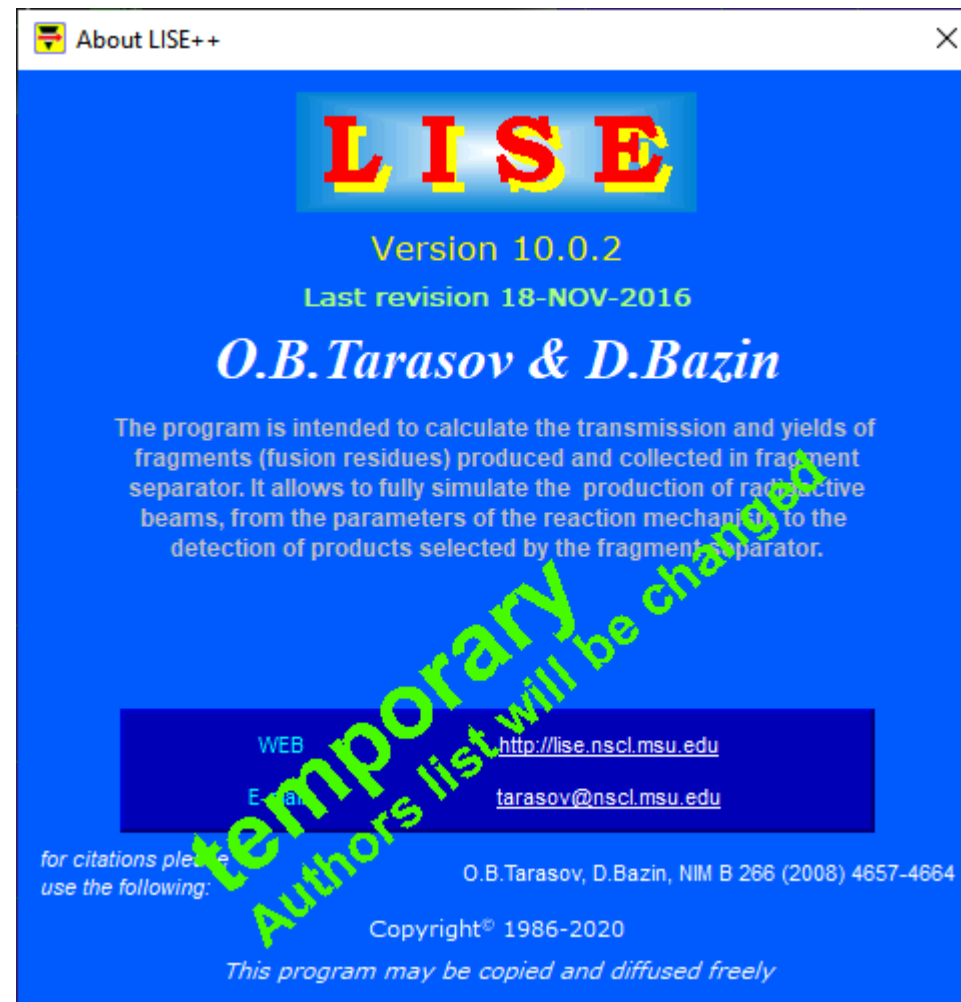 About LISE++
LISE
Version 10.0.2
Last revision 18-NOV-2016
O.B.Tarasov & D.Bazin
The program is intended to calculate the transmission and yields of
fragments (fusion residues) produced and collected in fragment
separator. It allows to fully simulate the production of radioactive
beams, from the parameters of the reaction mechanism to the
detection of products selected by the fragment separator.
temporary
Authors list will be changed
WEB http://lise.nscl.msu.edu
E-mail tarasov@nscl.msu.edu
for citations please
use the following:
O.B.Tarasov, D.Bazin, NIM B 266 (2008) 4657-4664
Copyright© 1986-2020
This program may be copied and diffused freely